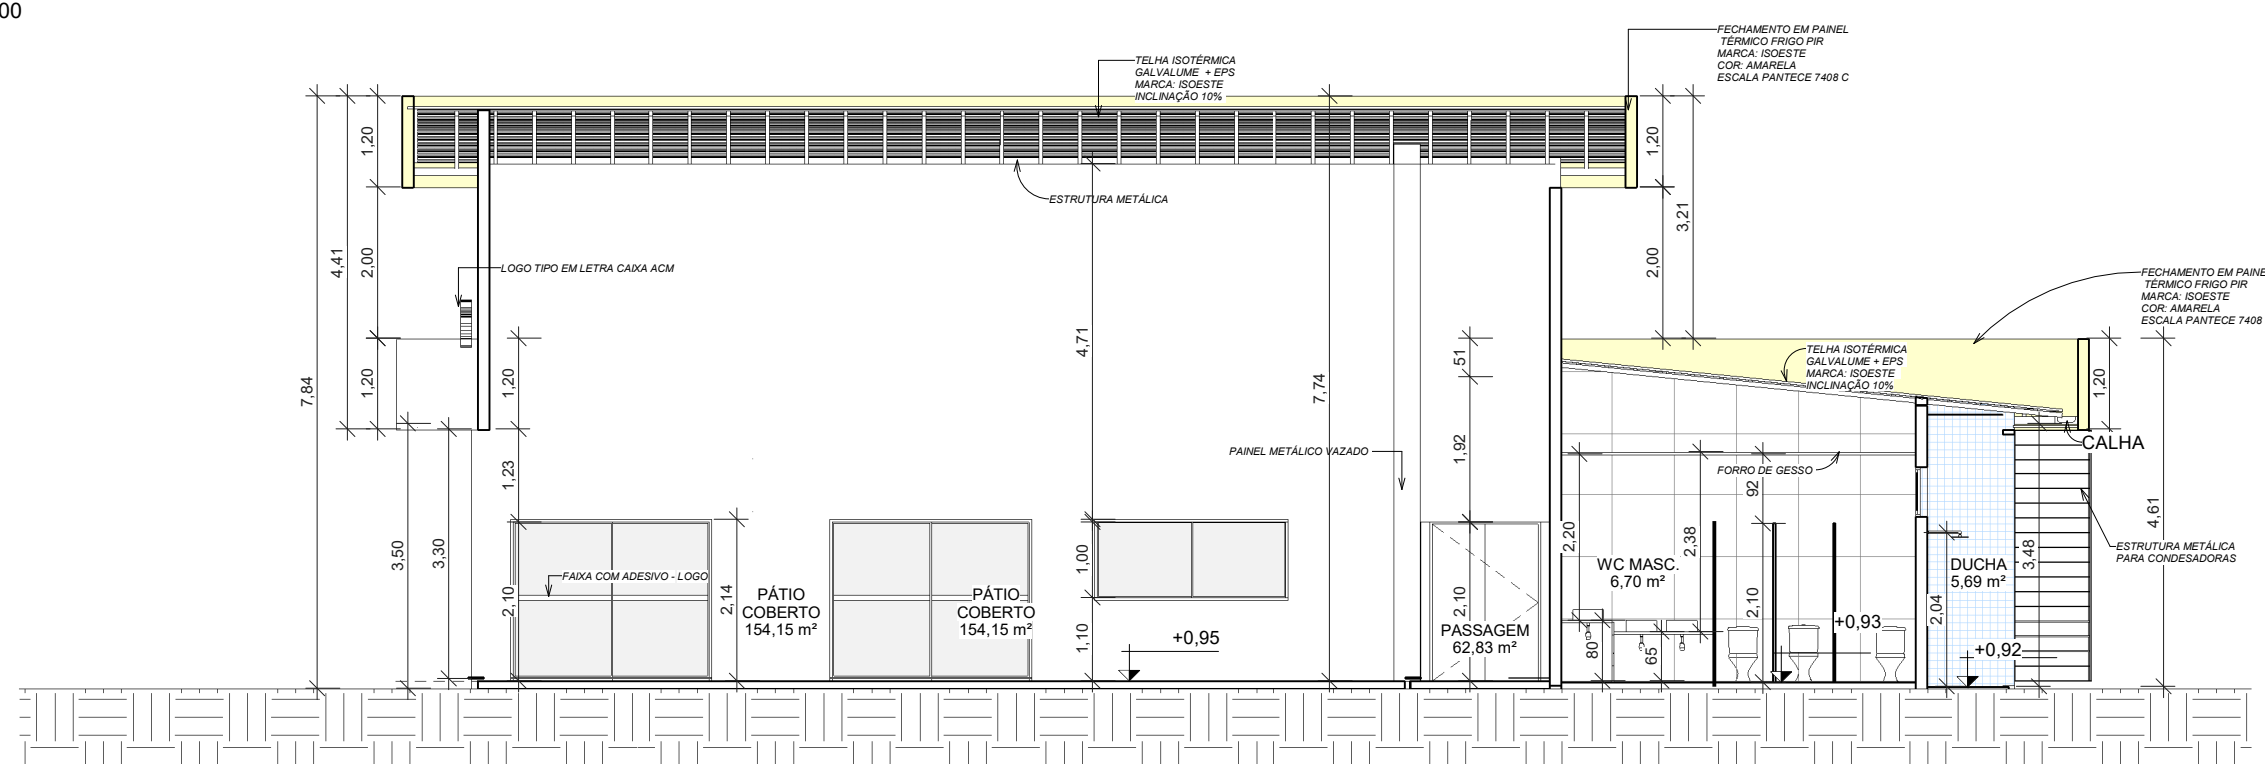 00
FECHAMENTO EM PAINEL
TÉRMICO FRIGO PIR
MARCA: ISOESTE
COR: AMARELA
ESCALA PANTECE 7408 C
TELHA ISOTÉRMICA
GALVALUME + EPS
MARCA: ISOESTE
INCLINAÇÃO 10%
1,20
1,20
ESTRUTURA METÁLICA
3,21
4,41
2,00
2,00
LOGO TIPO EM LETRA CAIXA ACM
FECHAMENTO EM PAINE
TÉRMICO FRIGO PIR
MARCA: ISOESTE
COR: AMARELA
ESCALA PANTECE 7408
4,71
51
TELHA ISOTÉRMICA
GALVALUME + EPS
MARCA: ISOESTE
INCLINAÇÃO 10%
7,84
1,20
1,20
7,74
1,20
1,23
1,92
PAINEL METÁLICO VAZADO
CALHA
FORRO DE GESSO
92
4,61
3,50
3,30
1,00
2,20
2,38
3,48
ESTRUTURA METÁLICA
PARA CONDESADORAS
FAIXA COM ADESIVO - LOGO
2,10
2,14
PÁTIO
COBERTO
154,15 m²
PÁTIO
COBERTO
154,15 m²
1,10
+0,95
2,10
PASSAGEM
62,83 m²
WC MASC.
6,70 m²
80
65
2,10
+0,93
2,04
DUCHA
5,69 m²
+0,92